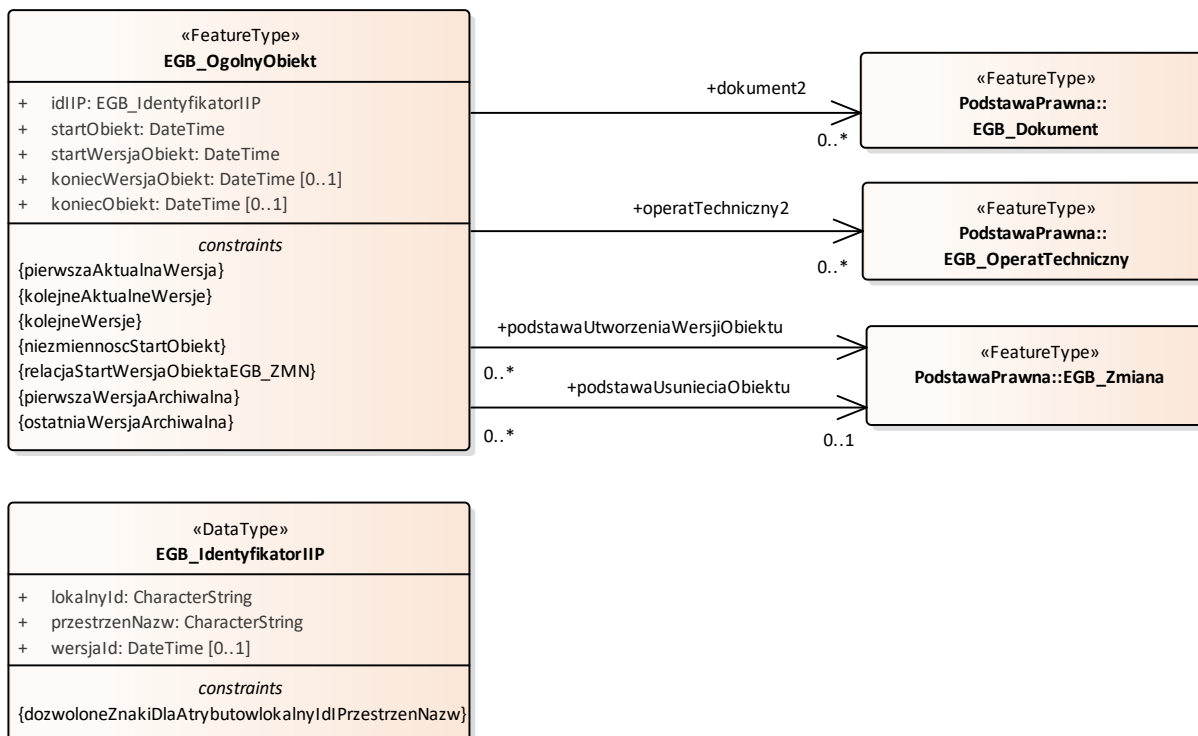 «FeatureType»
EGB_OgolnyObiekt
+ idIIP: EGB_IdentyfikatorIIP
+ startObiekt: DateTime
+ startWersjaObiekt: DateTime
+ koniecWersjaObiekt: DateTime [0..1]
+ koniecObiekt: DateTime [0..1]
constraints
{pierwszaAktualnaWersja}
{kolejneAktualneWersje}
{kolejneWersje}
{niezmiennoscStartObiekt}
{relacjaStartWersjaObiektaEGB_ZMN}
{pierwszaWersjaArchiwalna}
{ostatniaWersjaArchiwalna}
+dokument2
0..*
«FeatureType»
PodstawaPrawna::
EGB_Dokument
+operatTechniczny2
0..*
«FeatureType»
PodstawaPrawna::
EGB_OperatTechniczny
+podstawaUtworzeniaWersjiObiektu
0..*
+podstawaUsunieciaObiektu
0..*
0..1
«FeatureType»
PodstawaPrawna::EGB_Zmiana
«DataType»
EGB_IdentyfikatorIIP
+ lokalnyId: CharacterString
+ przestrzenNazw: CharacterString
+ wersjaId: DateTime [0..1]
constraints
{dozwoloneZnakiDlaAtrybutowlokalnyIdIPrzestrzenNazw}